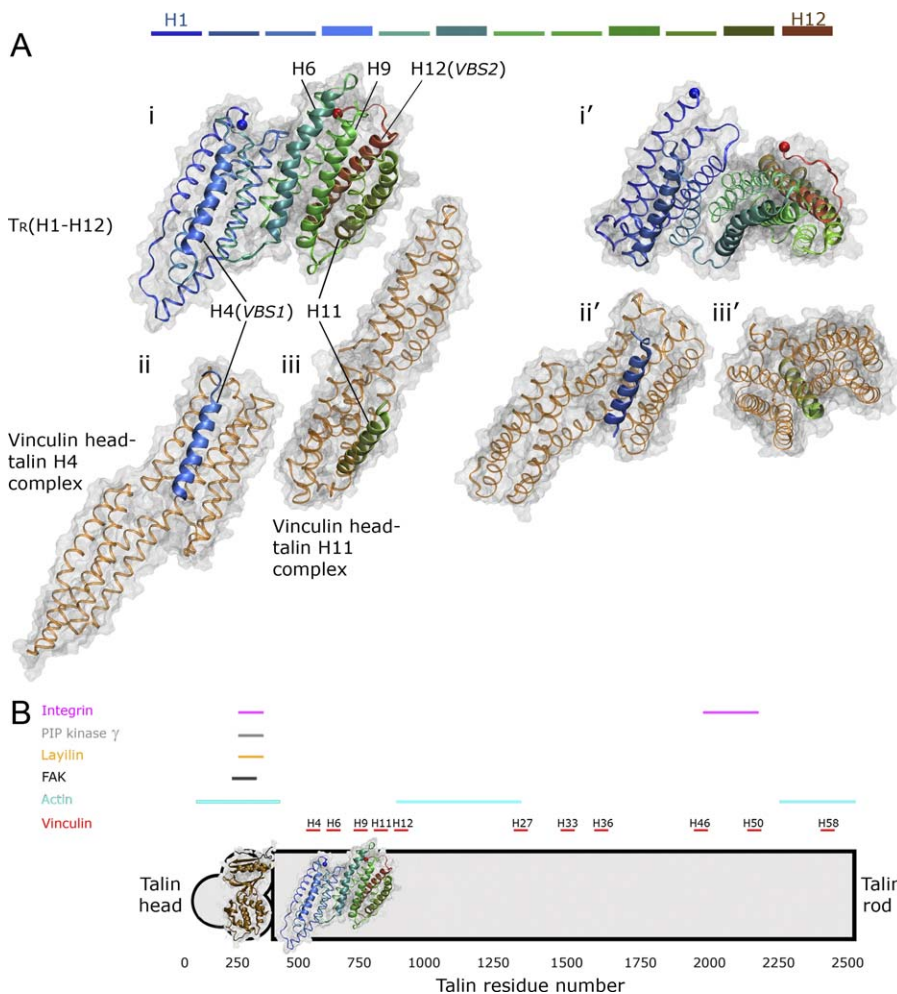 H1 H12
A
H6 H9 H12(VBS2)
i i′
TR(H1-H12)
H4(VBS1) H11
ii iii ii′ iii′
Vinculin head-
talin H4
complex
Vinculin head-
talin H11
complex
B
Integrin
PIP kinase γ
Layilin
FAK
Actin
Vinculin H4 H6 H9 H11 H12 H27 H33 H36 H46 H50 H58
Talin
head
Talin
rod
0 250 500 750 1000 1250 1500 1750 2000 2250 2500
Talin residue number